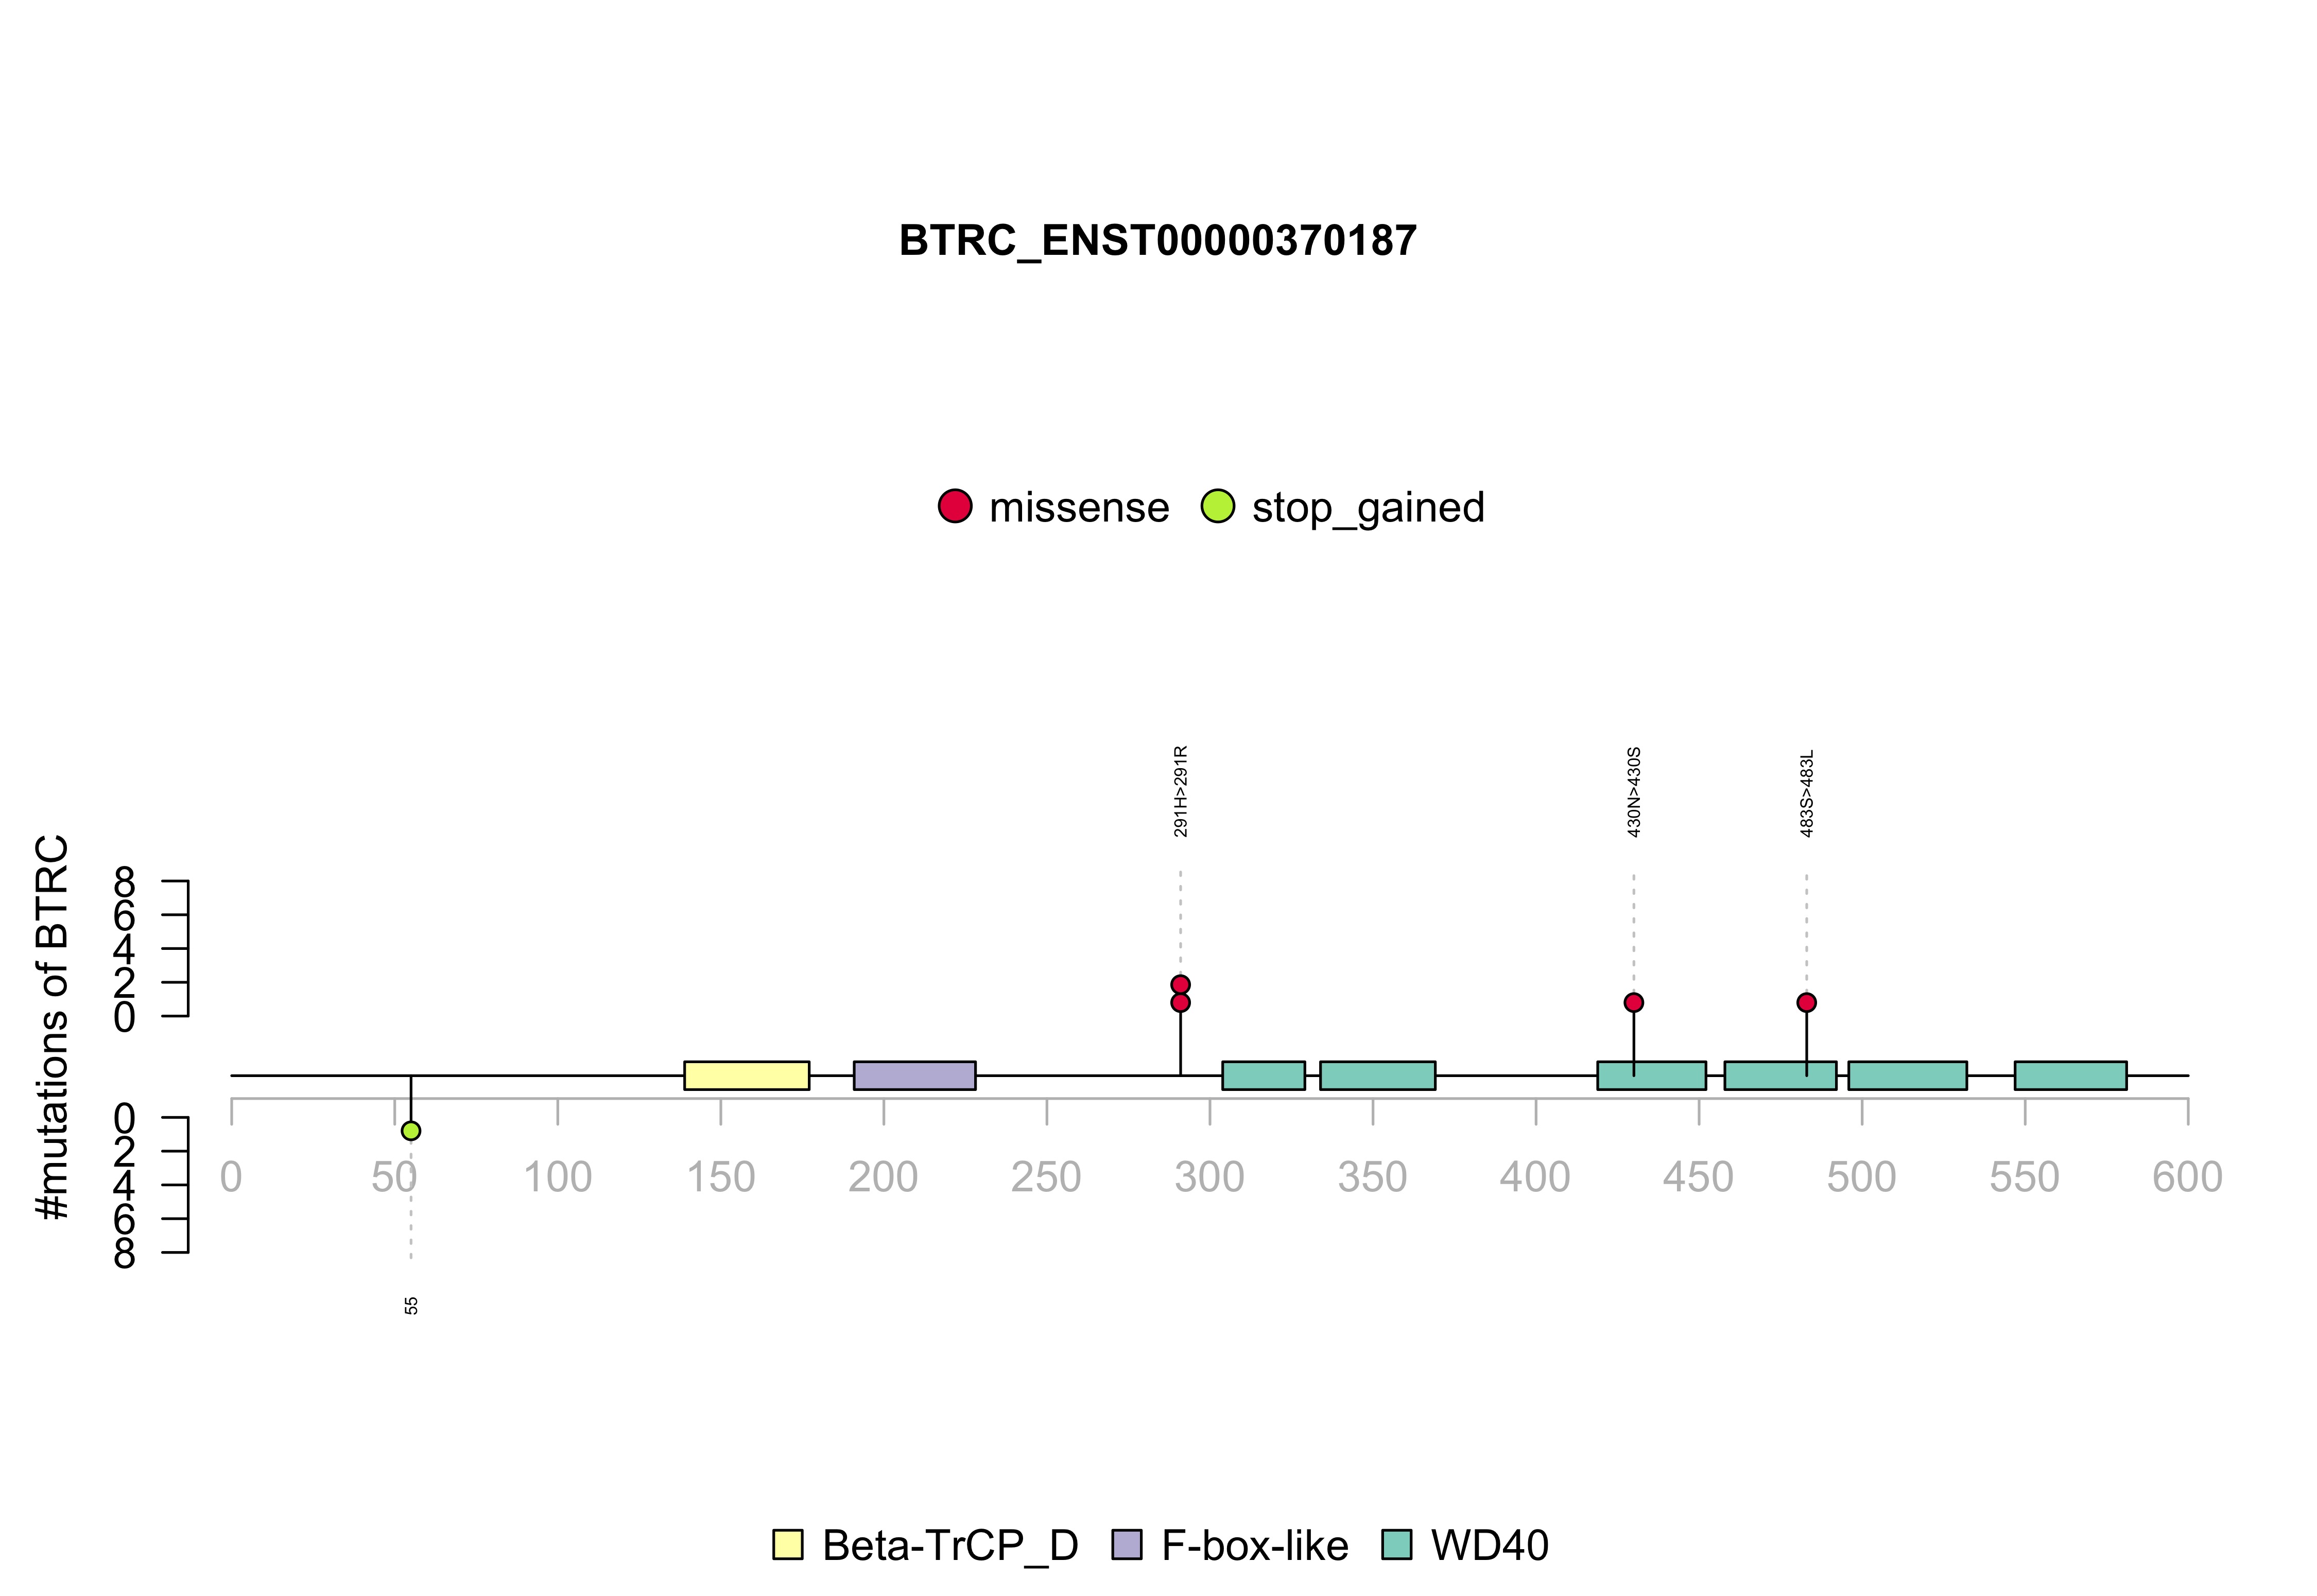 BTRC_ENST00000370187
missense stop_gained
291H>291R
430N>430S
483S>483L
#mutations of BTRC
8
6
4
2
0
0
2
4
6
8
0 50 100 150 200 250 300 350 400 450 500 550 600
55
Beta-TrCP_D F-box-like WD40